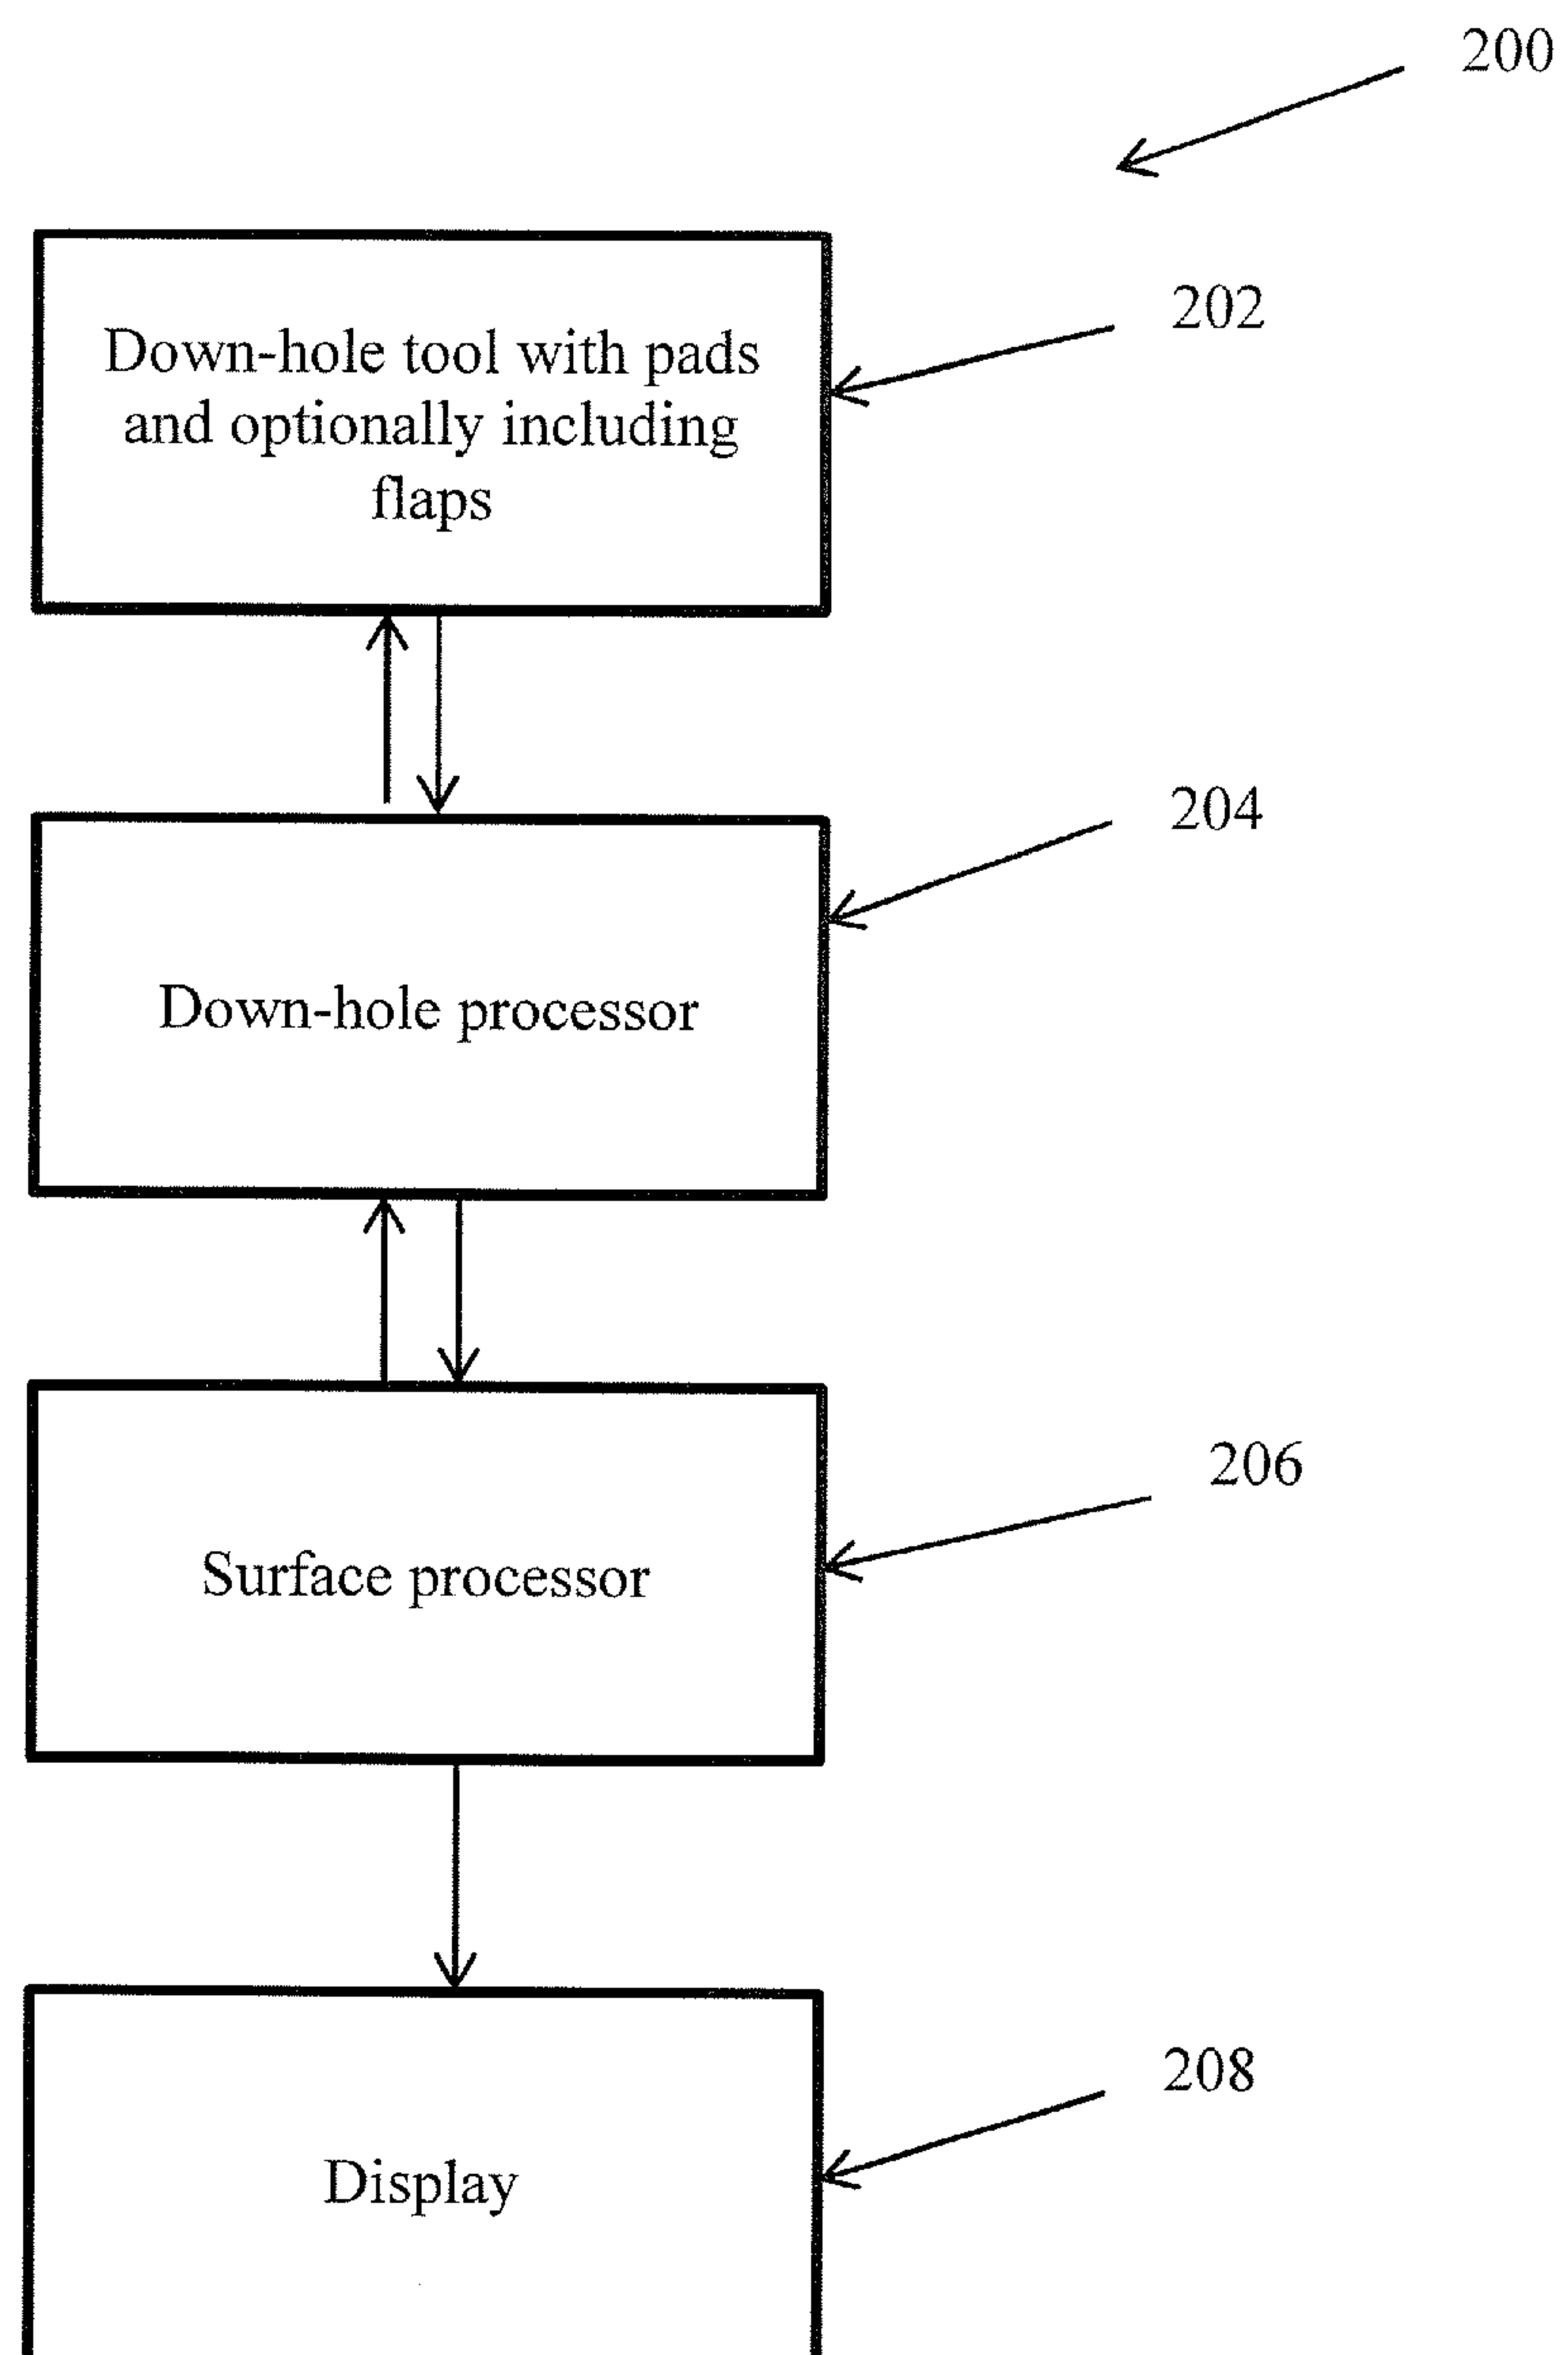 200
202
Down-hole tool with pads
and optionally including
flaps
204
Down-hole processor
206
Surface processor
208
Display